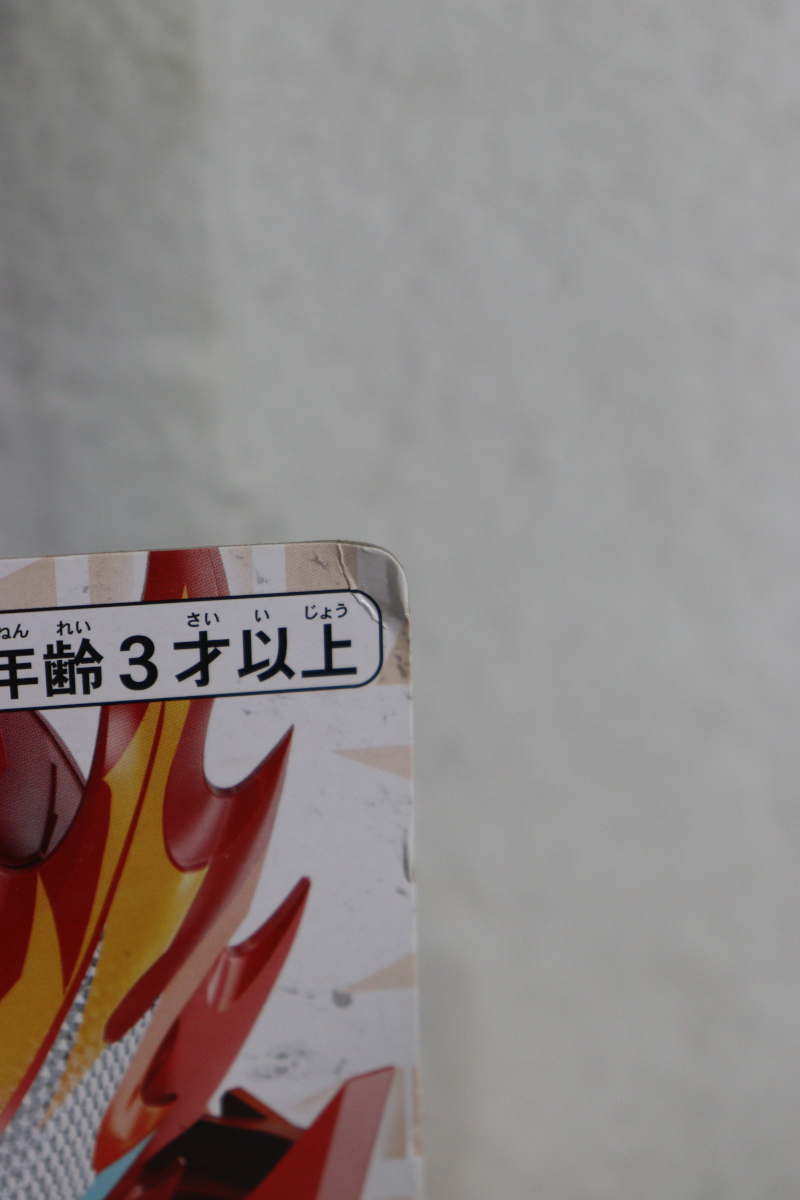 ねん れい さい い じょう
年齢3才以上